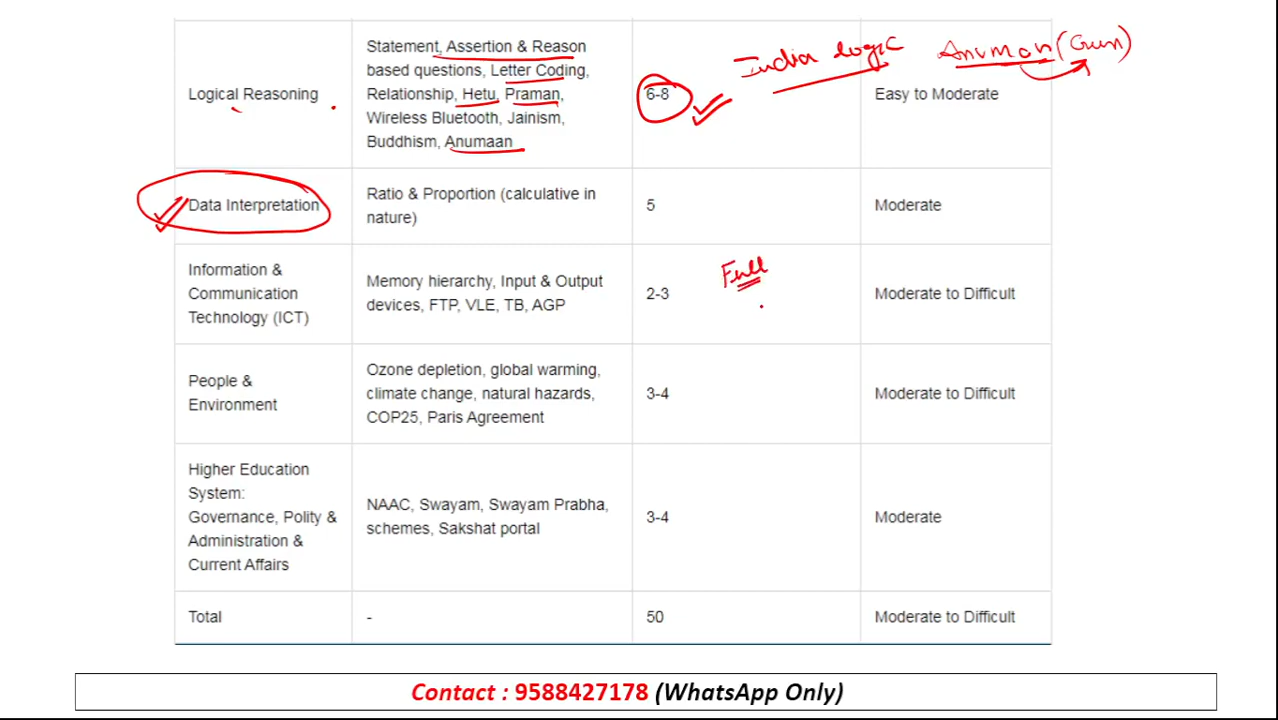 Statement, Assertion & Reason
based questions, Letter Coding,
Logical Reasoning
Relationship, Hetu, Praman,
Wireless Bluetooth, Jainism,
Buddhism, Anumaan
6-8
India logic
Anuman (Gun)
Easy to Moderate
Data Interpretation
Ratio & Proportion (calculative in
nature)
5
Moderate
Information &
Communication
Technology (ICT)
Memory hierarchy, Input & Output
devices, FTP, VLE, TB, AGP
2-3
Full
Moderate to Difficult
People &
Environment
Ozone depletion, global warming,
climate change, natural hazards,
COP25, Paris Agreement
3-4
Moderate to Difficult
Higher Education
System:
Governance, Polity &
Administration &
Current Affairs
NAAC, Swayam, Swayam Prabha,
schemes, Sakshat portal
3-4
Moderate
Total
-
50
Moderate to Difficult
Contact : 9588427178 (WhatsApp Only)